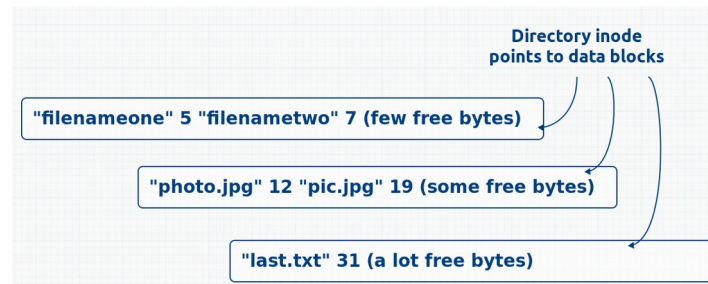 Directory inode
points to data blocks
"filenameone" 5 "filenametwo" 7 (few free bytes)
"photo.jpg" 12 "pic.jpg" 19 (some free bytes)
"last.txt" 31 (a lot free bytes)